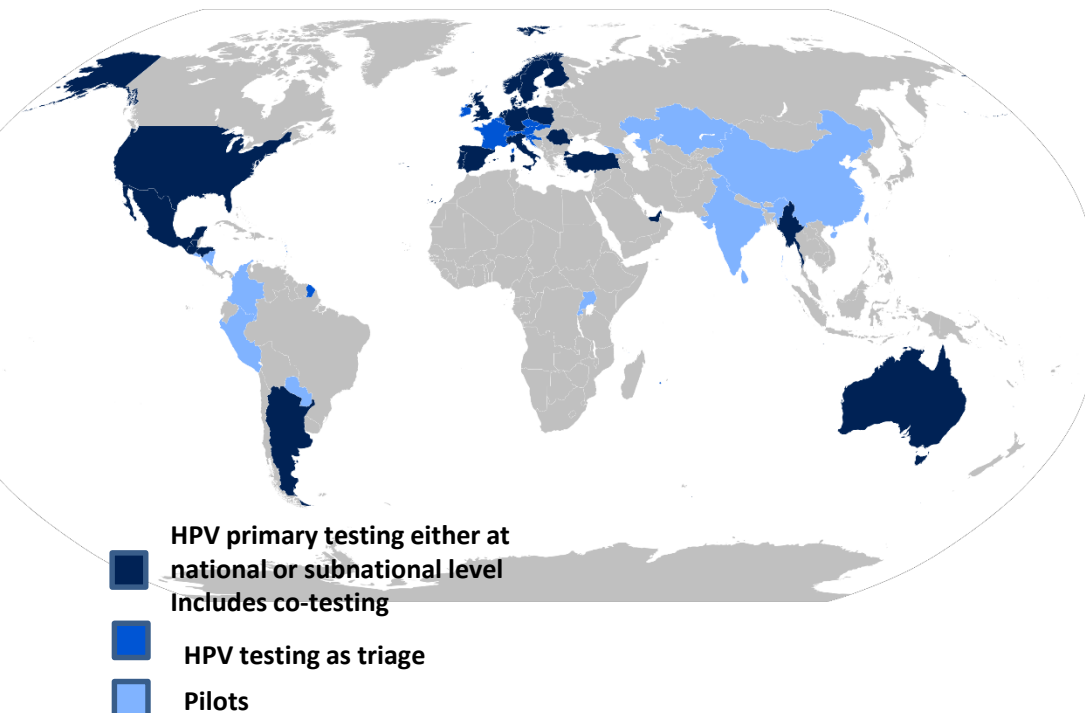 HPV primary testing either at
national or subnational level
Includes co-testing
HPV testing as triage
Pilots